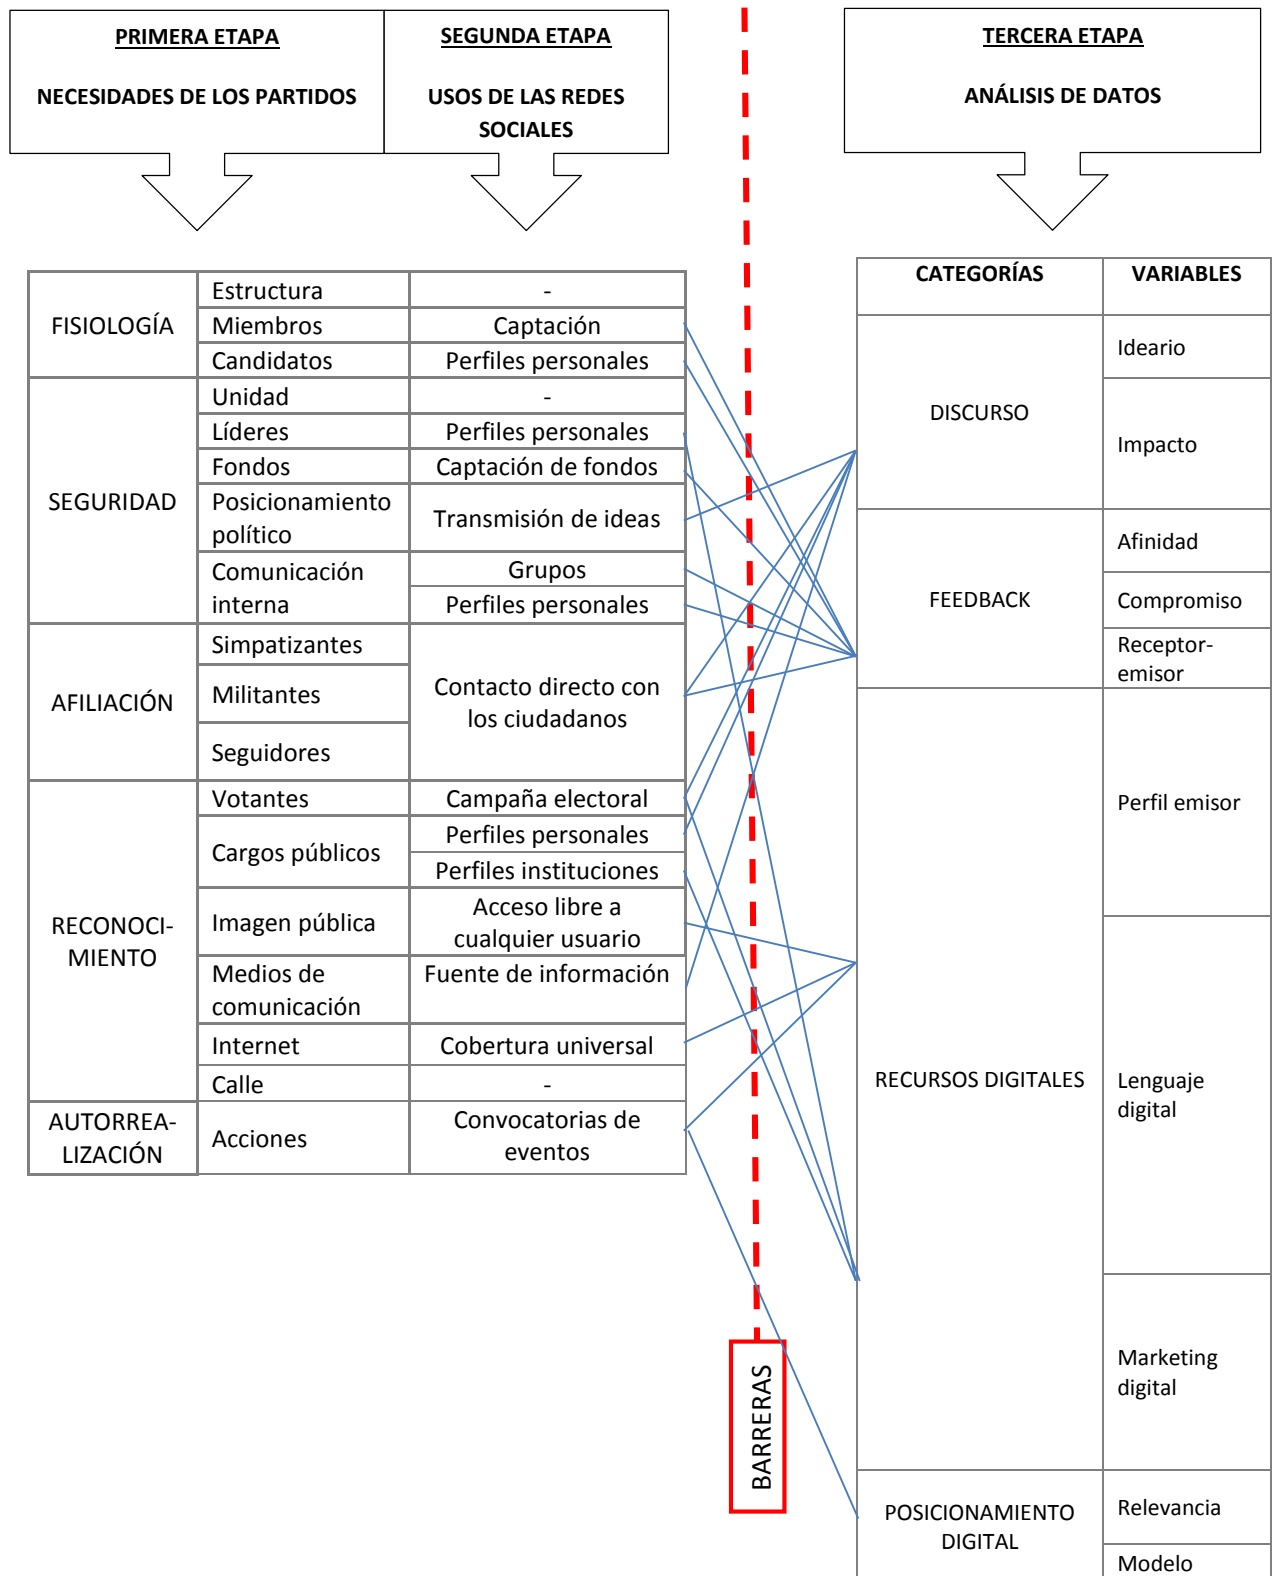 PRIMERA ETAPA
NECESIDADES DE LOS PARTIDOS
SEGUNDA ETAPA
USOS DE LAS REDES
SOCIALES
TERCERA ETAPA
ANÁLISIS DE DATOS
FISIOLOGÍA
Estructura
-
Miembros
Captación
Candidatos
Perfiles personales
SEGURIDAD
Unidad
-
Líderes
Perfiles personales
Fondos
Captación de fondos
Posicionamiento
político
Transmisión de ideas
Comunicación
interna
Grupos
Perfiles personales
AFILIACIÓN
Simpatizantes
Militantes
Seguidores
Contacto directo con
los ciudadanos
RECONOCI-
MIENTO
Votantes
Campaña electoral
Cargos públicos
Perfiles personales
Perfiles instituciones
Imagen pública
Acceso libre a
cualquier usuario
Medios de
comunicación
Fuente de información
Internet
Cobertura universal
Calle
-
AUTORREA-
LIZACIÓN
Acciones
Convocatorias de
eventos
BARRERAS
CATEGORÍAS
VARIABLES
DISCURSO
Ideario
Impacto
FEEDBACK
Afinidad
Compromiso
Receptor-
emisor
RECURSOS DIGITALES
Perfil emisor
Lenguaje
digital
Marketing
digital
POSICIONAMIENTO
DIGITAL
Relevancia
Modelo